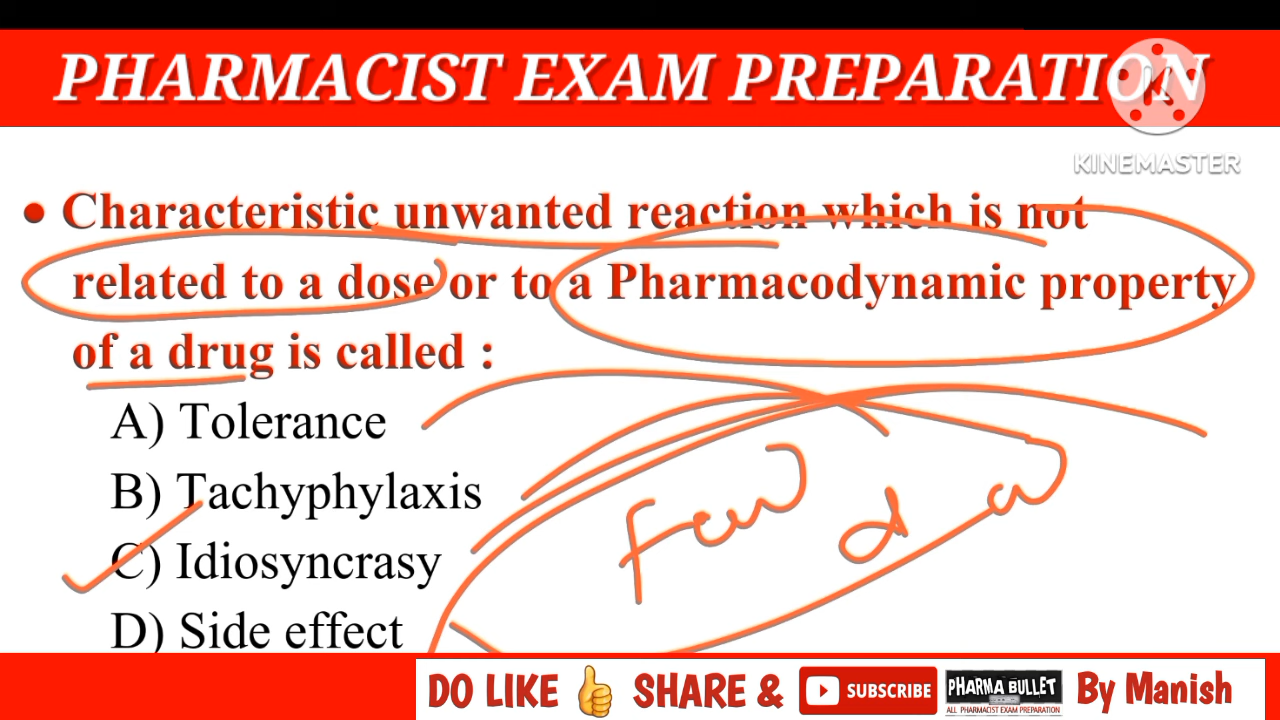 PHARMACIST EXAM PREPARATION
KINEMASTER
• Characteristic unwanted reaction which is not
related to a dose or to a Pharmacodynamic property
of a drug is called :
A) Tolerance
B) Tachyphylaxis
C) Idiosyncrasy
D) Side effect
DO LIKE 👍 SHARE & SUBSCRIBE PHARMA BULLET By Manish
ALL PHARMACIST EXAM PREPARATION